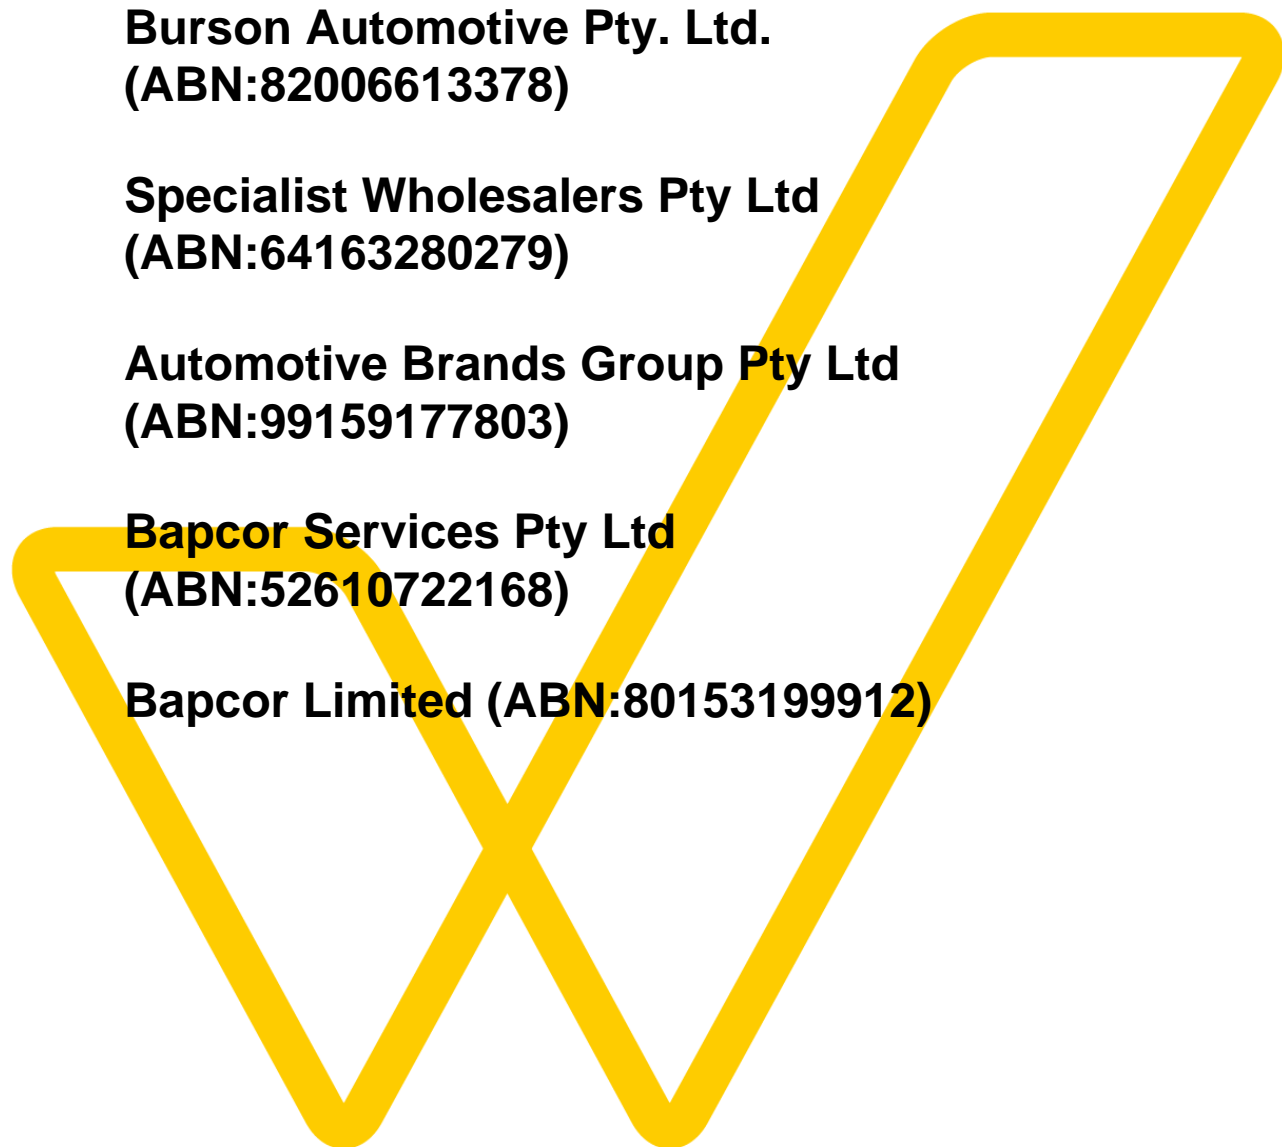 Burson Automotive Pty. Ltd.
(ABN:82006613378)
Specialist Wholesalers Pty Ltd
(ABN:64163280279)
Automotive Brands Group Pty Ltd
(ABN:99159177803)
Bapcor Services Pty Ltd
(ABN:52610722168)
Bapcor Limited (ABN:80153199912)